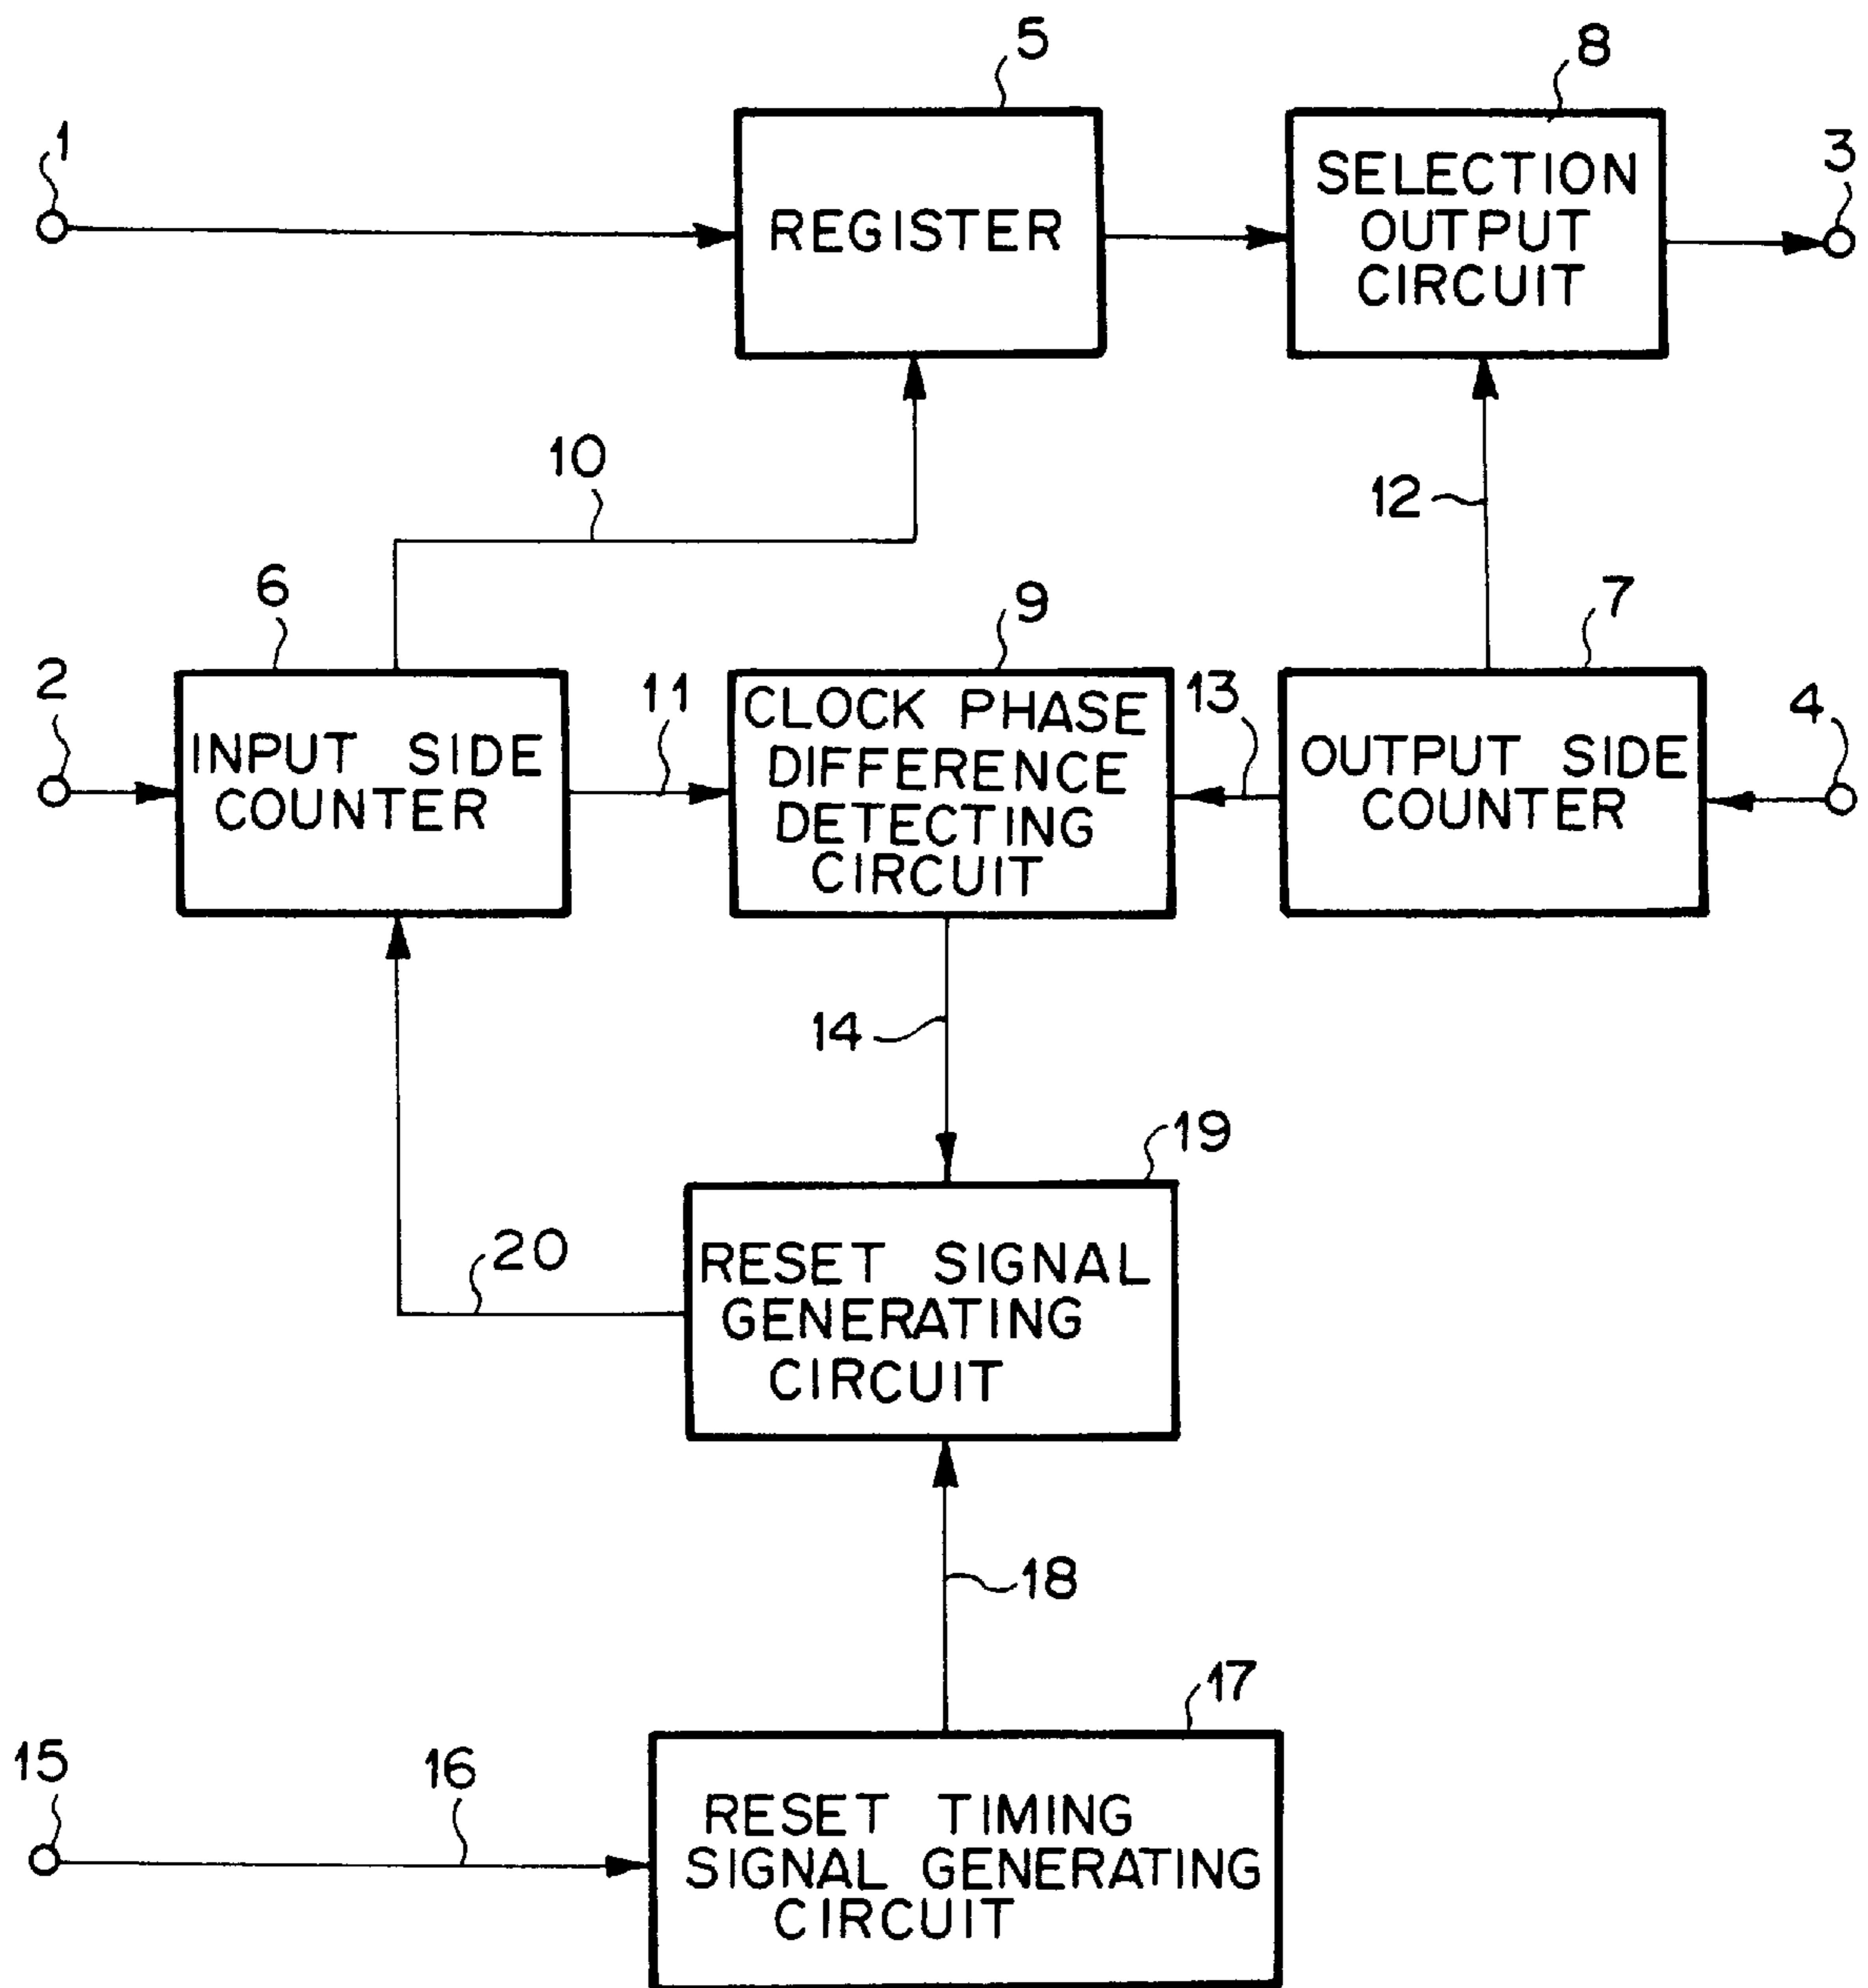 5
8
1
3
REGISTER
SELECTION
OUTPUT
CIRCUIT
10
12
6
9
7
2
11
13
4
INPUT SIDE
COUNTER
CLOCK PHASE
DIFFERENCE
DETECTING
CIRCUIT
OUTPUT SIDE
COUNTER
14
19
20
RESET SIGNAL
GENERATING
CIRCUIT
18
17
15
16
RESET TIMING
SIGNAL GENERATING
CIRCUIT